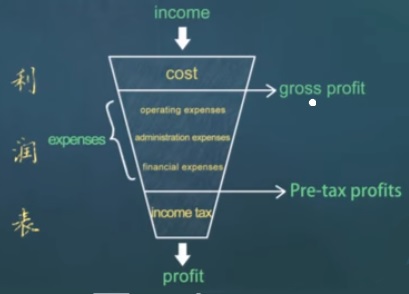 income
cost
gross profit
利
润
表
expenses
operating expenses
administration expenses
financial expenses
Pre-tax profits
income tax
profit